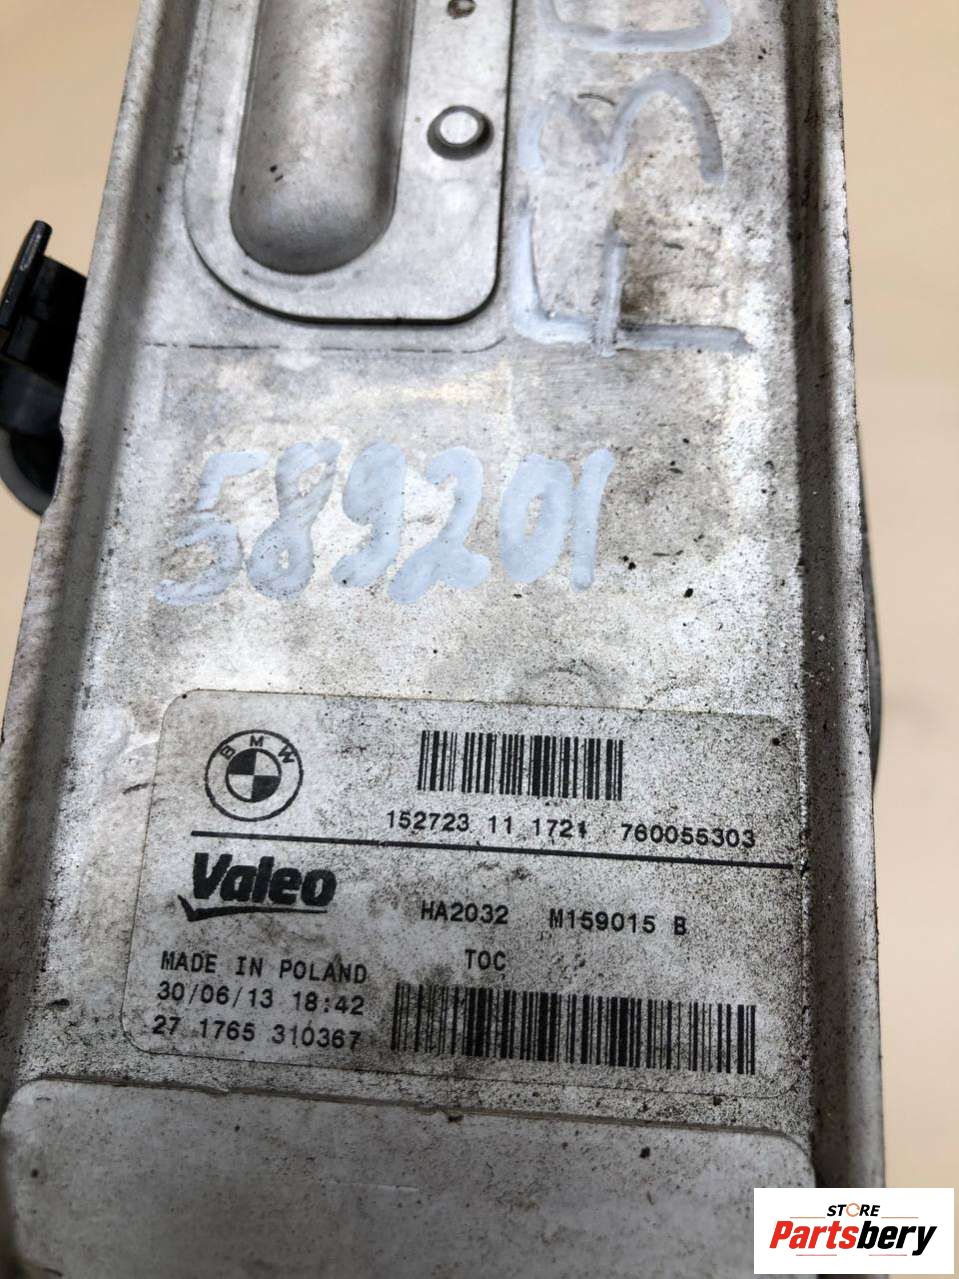 F30
589201
BMW
152723 11 1721 760055303
Valeo
HA2032 M159015 B
TOC
MADE IN POLAND
30/06/13 18:42
27 1765 310367
STORE
Partsbery